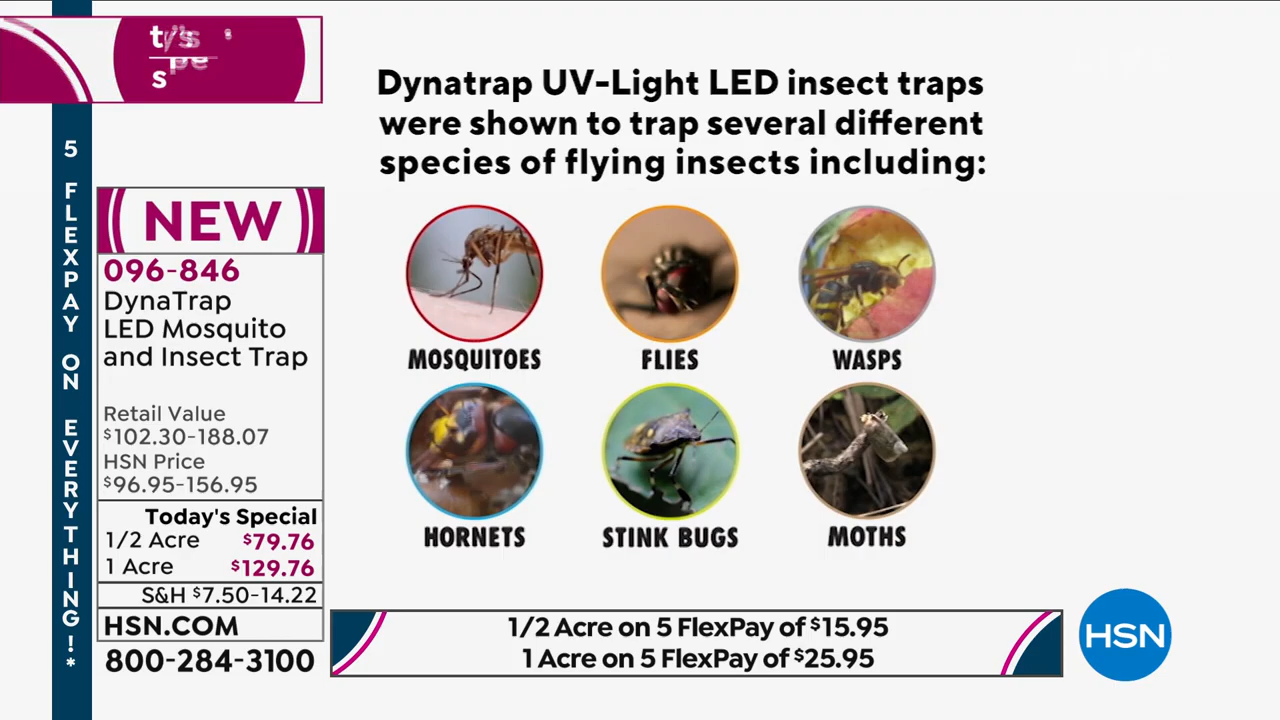 5 FLEXPAY ON EVERYTHING!*
NEW
096-846
DynaTrap
LED Mosquito
and Insect Trap
Retail Value
$102.30-188.07
HSN Price
$96.95-156.95
Today's Special
1/2 Acre $79.76
1 Acre $129.76
S&H $7.50-14.22
HSN.COM
800-284-3100
Dynatrap UV-Light LED insect traps
were shown to trap several different
species of flying insects including:
MOSQUITOES FLIES WASPS
HORNETS STINK BUGS MOTHS
1/2 Acre on 5 FlexPay of $15.95
1 Acre on 5 FlexPay of $25.95
HSN